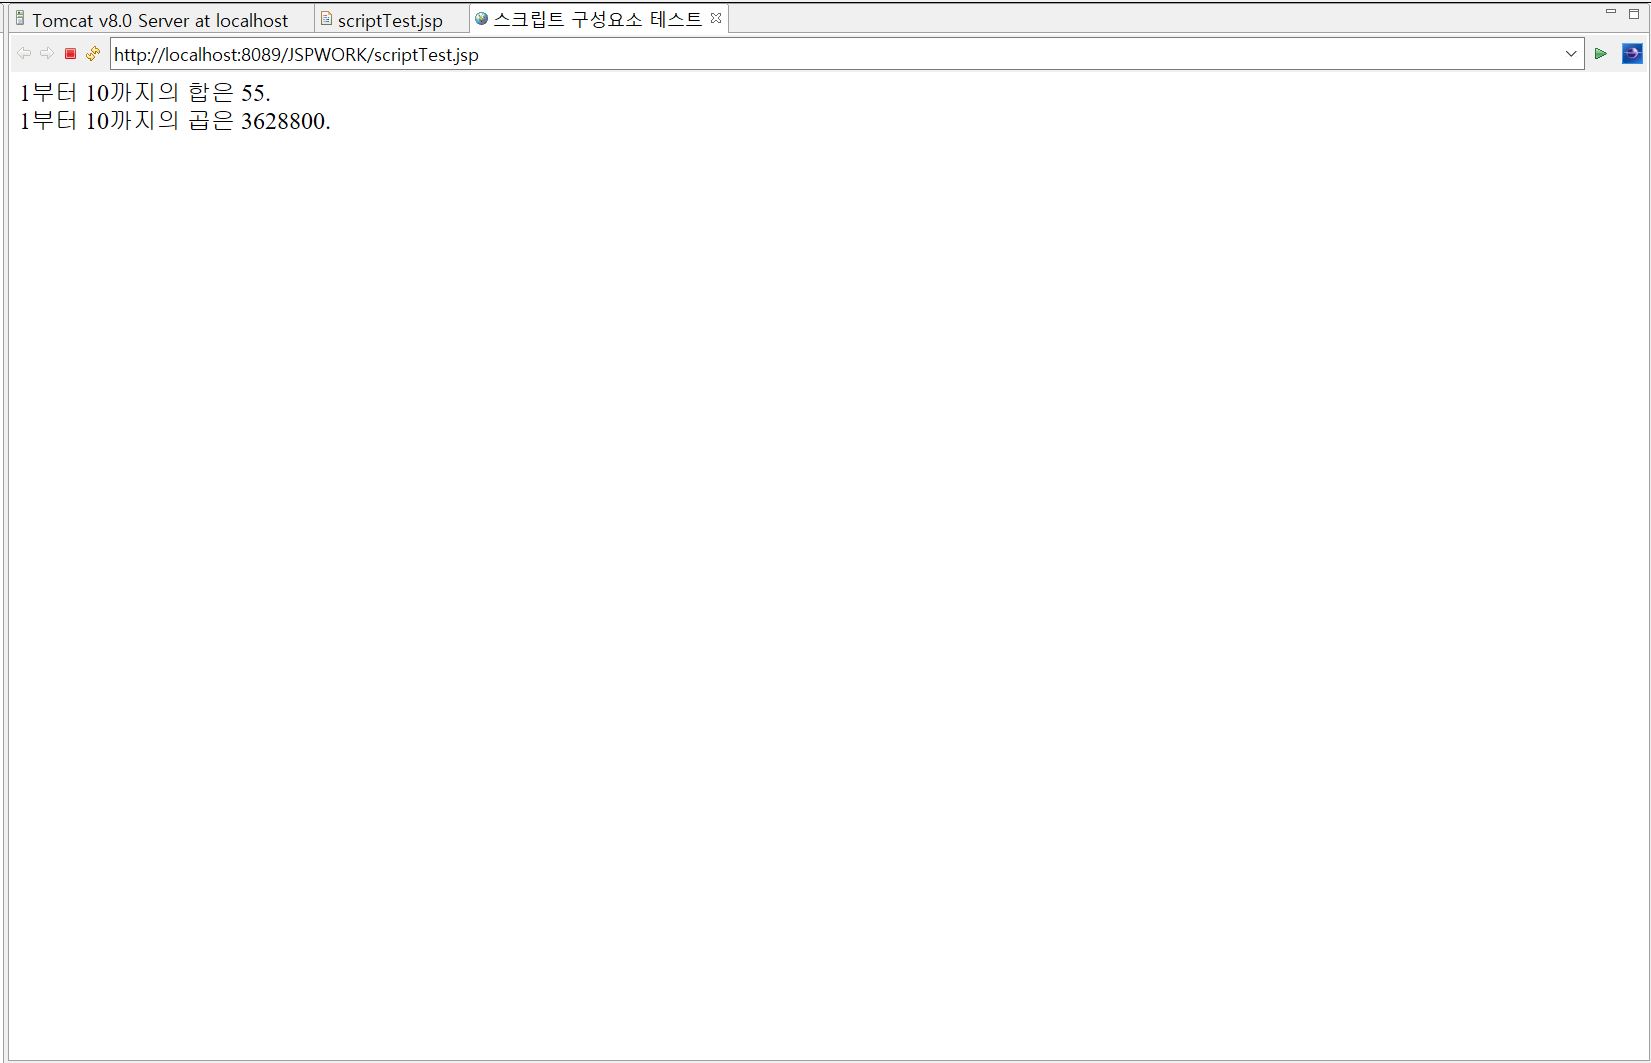 Tomcat v8.0 Server at localhost scriptTest.jsp 스크립트 구성요소 테스트
http://localhost:8089/JSPWORK/scriptTest.jsp
1부터 10까지의 합은 55.
1부터 10까지의 곱은 3628800.